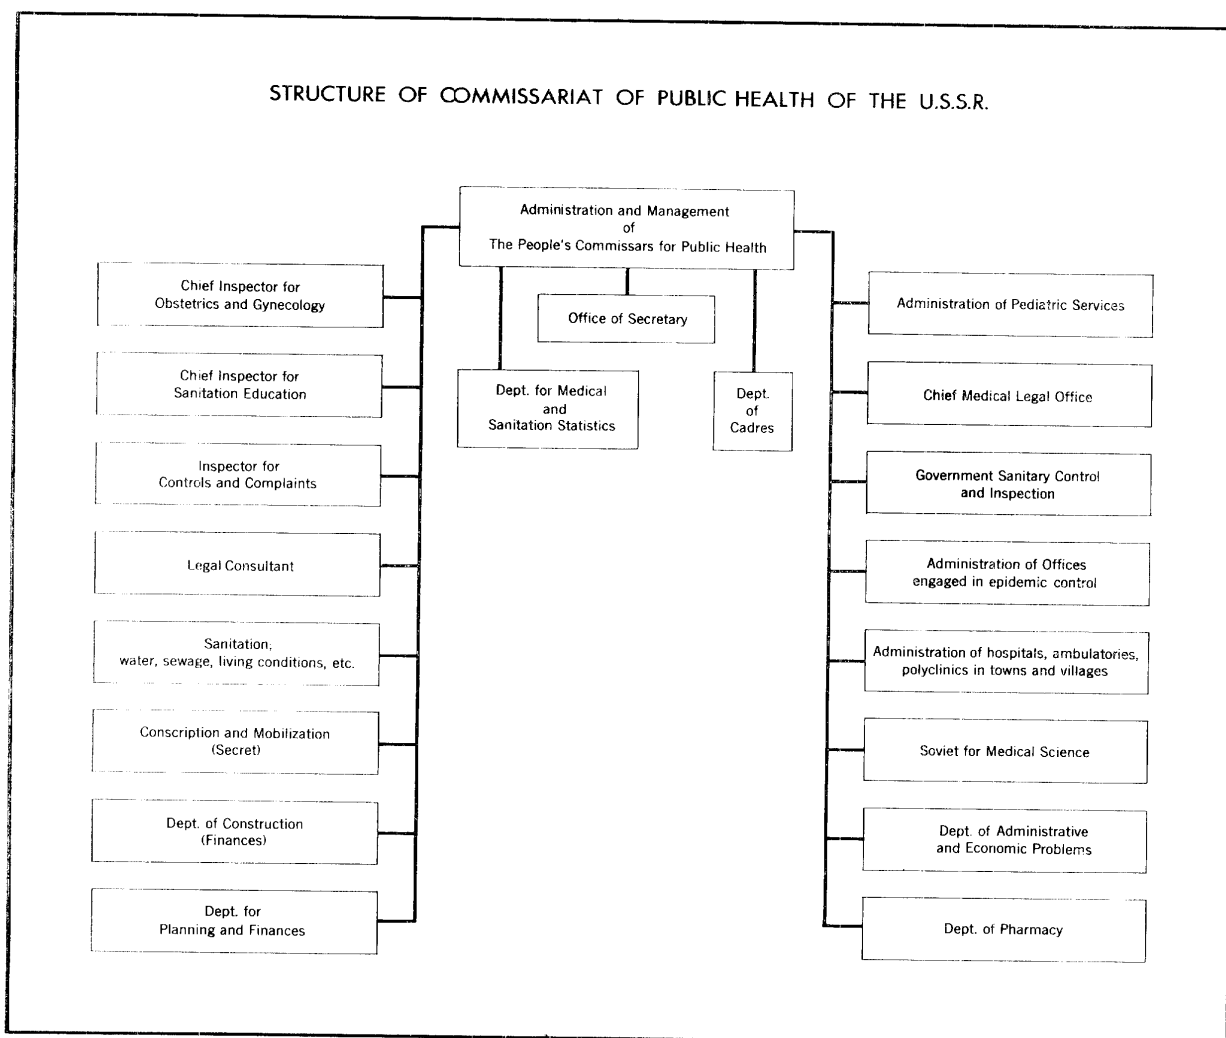 STRUCTURE OF COMMISSARIAT OF PUBLIC HEALTH OF THE U.S.S.R.
Administration and Management
of
The People's Commissars for Public Health
Office of Secretary
Dept. for Medical
and
Sanitation Statistics
Dept.
of
Cadres
Chief Inspector for
Obstetrics and Gynecology
Chief Inspector for
Sanitation Education
Inspector for
Controls and Complaints
Legal Consultant
Sanitation;
water, sewage, living conditions, etc.
Conscription and Mobilization
(Secret)
Dept. of Construction
(Finances)
Dept. for
Planning and Finances
Administration of Pediatric Services
Chief Medical Legal Office
Government Sanitary Control
and Inspection
Administration of Offices
engaged in epidemic control
Administration of hospitals, ambulatories,
polyclinics in towns and villages
Soviet for Medical Science
Dept. of Administrative
and Economic Problems
Dept. of Pharmacy